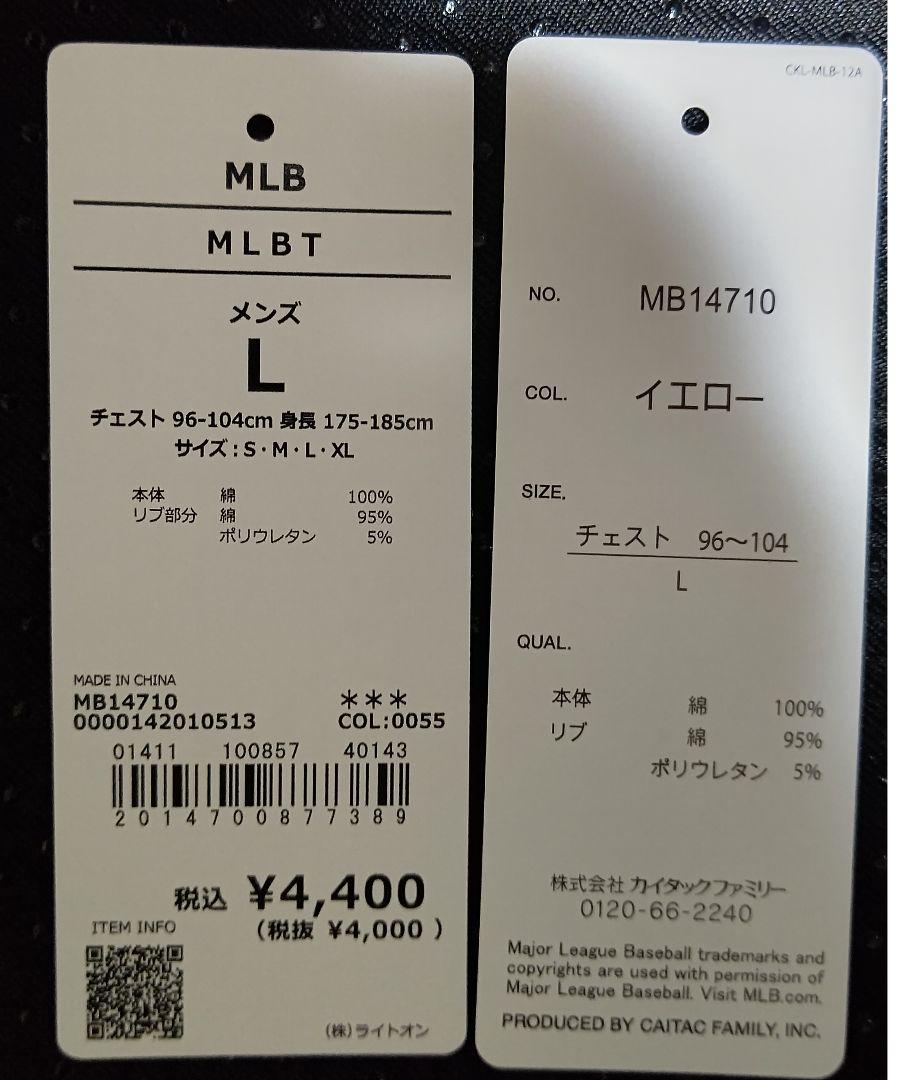 MLB
MLBT
メンズ
L
チェスト 96-104cm 身長 175-185cm
サイズ:S・M・L・XL
本体 綿 100%
リブ部分 綿 95%
ポリウレタン 5%
MADE IN CHINA
MB14710 ＊＊＊
0000142010513 COL:0055
01411 100857 40143
2014700877389
税込 ¥4,400
(税抜 ¥4,000 )
ITEM INFO
(株)ライトオン
CKL-MLB-12A
NO. MB14710
COL. イエロー
SIZE.
チェスト 96〜104
L
QUAL.
本体 綿 100%
リブ 綿 95%
ポリウレタン 5%
株式会社 カイタックファミリー
0120-66-2240
Major League Baseball trademarks and
copyrights are used with permission of
Major League Baseball. Visit MLB.com.
PRODUCED BY CAITAC FAMILY, INC.